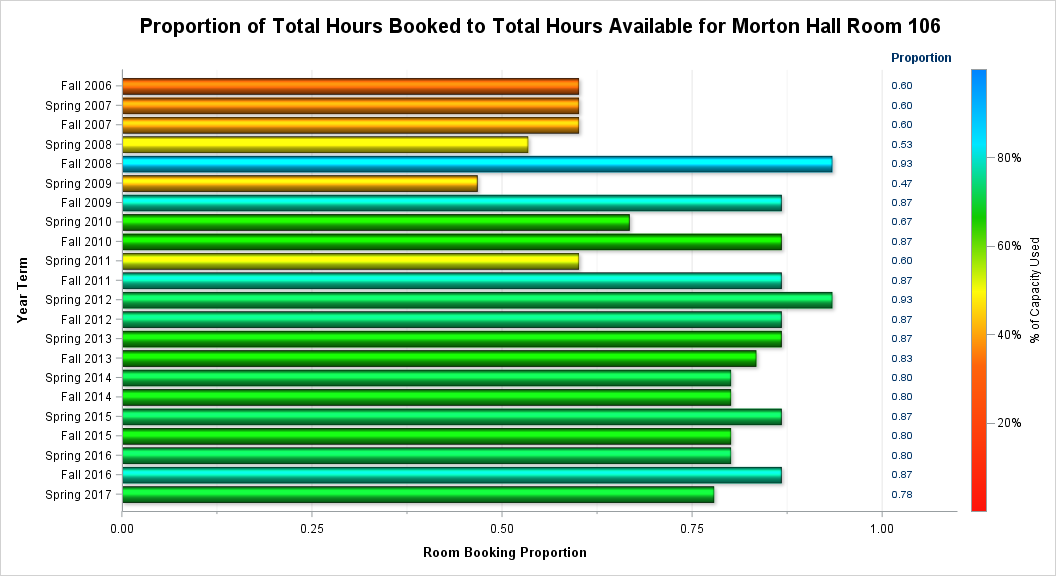 Proportion of Total Hours Booked to Total Hours Available for Morton Hall Room 106
Proportion
Fall 2006 0.60
Spring 2007 0.60
Fall 2007 0.60
Spring 2008 0.53
Fall 2008 0.93
Spring 2009 0.47
Fall 2009 0.87
Spring 2010 0.67
Fall 2010 0.87
Spring 2011 0.60
Fall 2011 0.87
Spring 2012 0.93
Fall 2012 0.87
Spring 2013 0.87
Fall 2013 0.83
Spring 2014 0.80
Fall 2014 0.80
Spring 2015 0.87
Fall 2015 0.80
Spring 2016 0.80
Fall 2016 0.87
Spring 2017 0.78
Year Term
0.00 0.25 0.50 0.75 1.00
Room Booking Proportion
80%
60%
40%
20%
% of Capacity Used